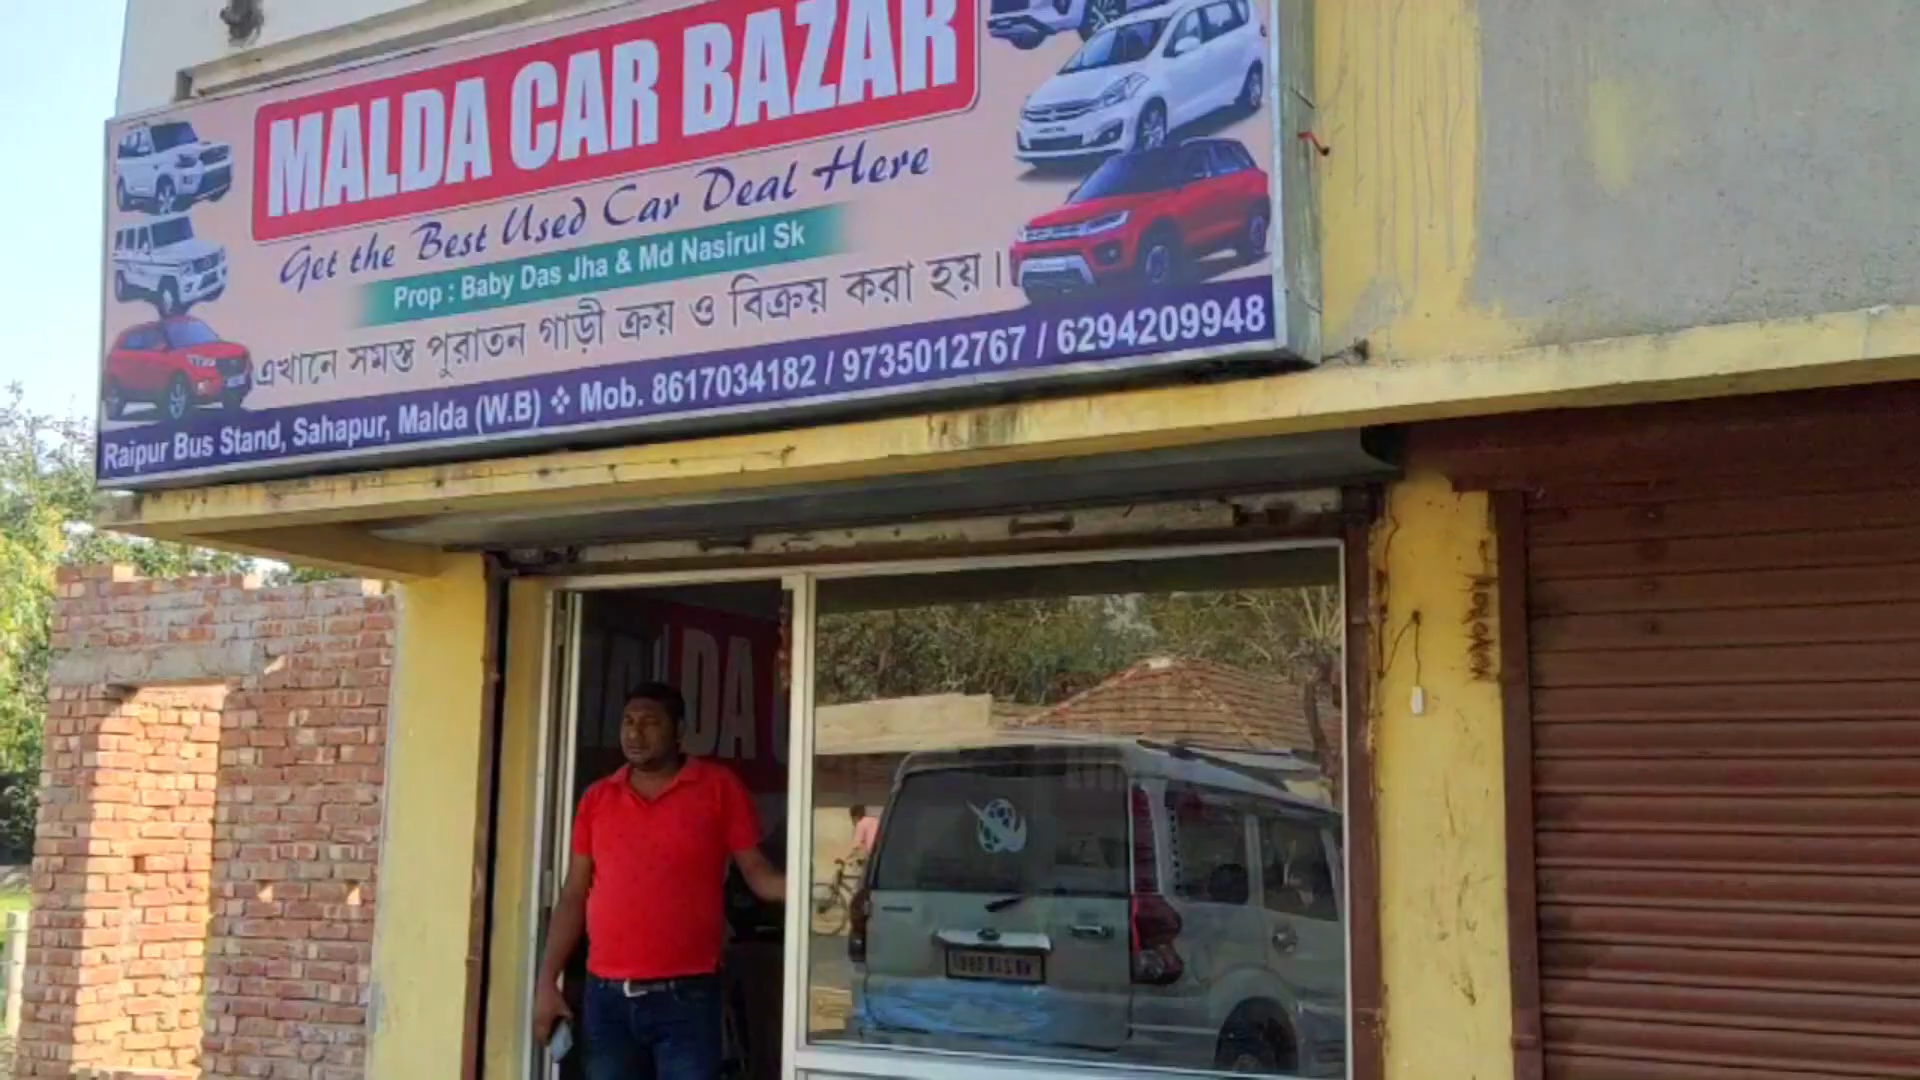 MALDA CAR BAZAR
Get the Best Used Car Deal Here
Prop : Baby Das Jha & Md Nasirul Sk
এখানে সমস্ত পুরাতন গাড়ী ক্রয় ও বিক্রয় করা হয়।
Raipur Bus Stand, Sahapur, Malda (W.B) ❖ Mob. 8617034182 / 9735012767 / 6294209948
MALDA